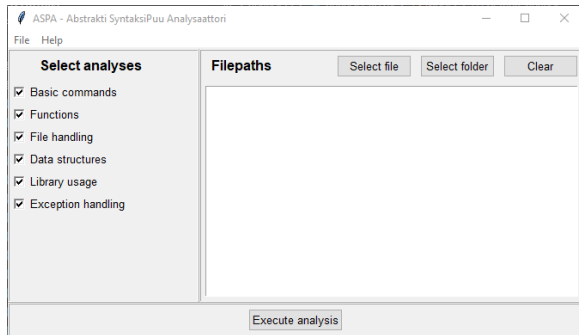 ASPA - Abstrakti SyntaksiPuu Analysaattori
File Help
Select analyses
Basic commands
Functions
File handling
Data structures
Library usage
Exception handling
Filepaths Select file Select folder Clear
Execute analysis